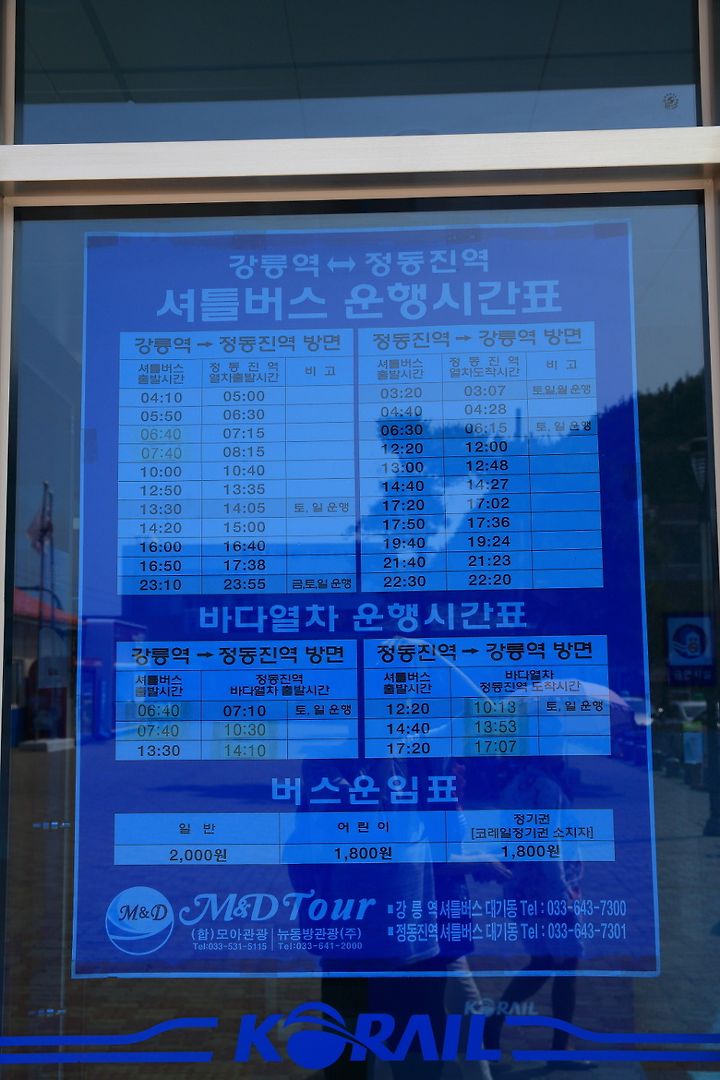 강릉역 ↔ 정동진역
셔틀버스 운행시간표
강릉역 → 정동진역 방면
셔틀버스 출발시간 정동진역 열차출발시간 비고
04:10 05:00
05:50 06:30
06:40 07:15
07:40 08:15
10:00 10:40
12:50 13:35
13:30 14:05 토, 일 운행
14:20 15:00
16:00 16:40
16:50 17:38
23:10 23:55 금,토,일 운행
정동진역 → 강릉역 방면
셔틀버스 출발시간 정동진역 열차도착시간 비고
03:20 03:07 토,일,월 운행
04:40 04:28
06:30 06:15 토, 일 운행
12:20 12:00
13:00 12:48
14:40 14:27
17:20 17:02
17:50 17:36
19:40 19:24
21:40 21:23
22:30 22:20
바다열차 운행시간표
강릉역 → 정동진역 방면
셔틀버스 출발시간 정동진 바다열차 출발시간
06:40 07:10 토, 일 운행
07:40 10:30
13:30 14:10
정동진역 → 강릉역 방면
셔틀버스 출발시간 바다열차 정동진역 도착시간
12:20 10:13 토, 일 운행
14:40 13:53
17:20 17:07
버스운임표
일반 어린이 정기권 [코레일정기권 소지자]
2,000원 1,800원 1,800원
M&D
M&D Tour
(합)모아관광 뉴동방관광(주)
Tel:033-531-5115 Tel:033-641-2000
■강릉역 셔틀버스 대기동 Tel : 033-643-7300
■정동진역 셔틀버스 대기동 Tel : 033-643-7301
KORAIL
KORAIL